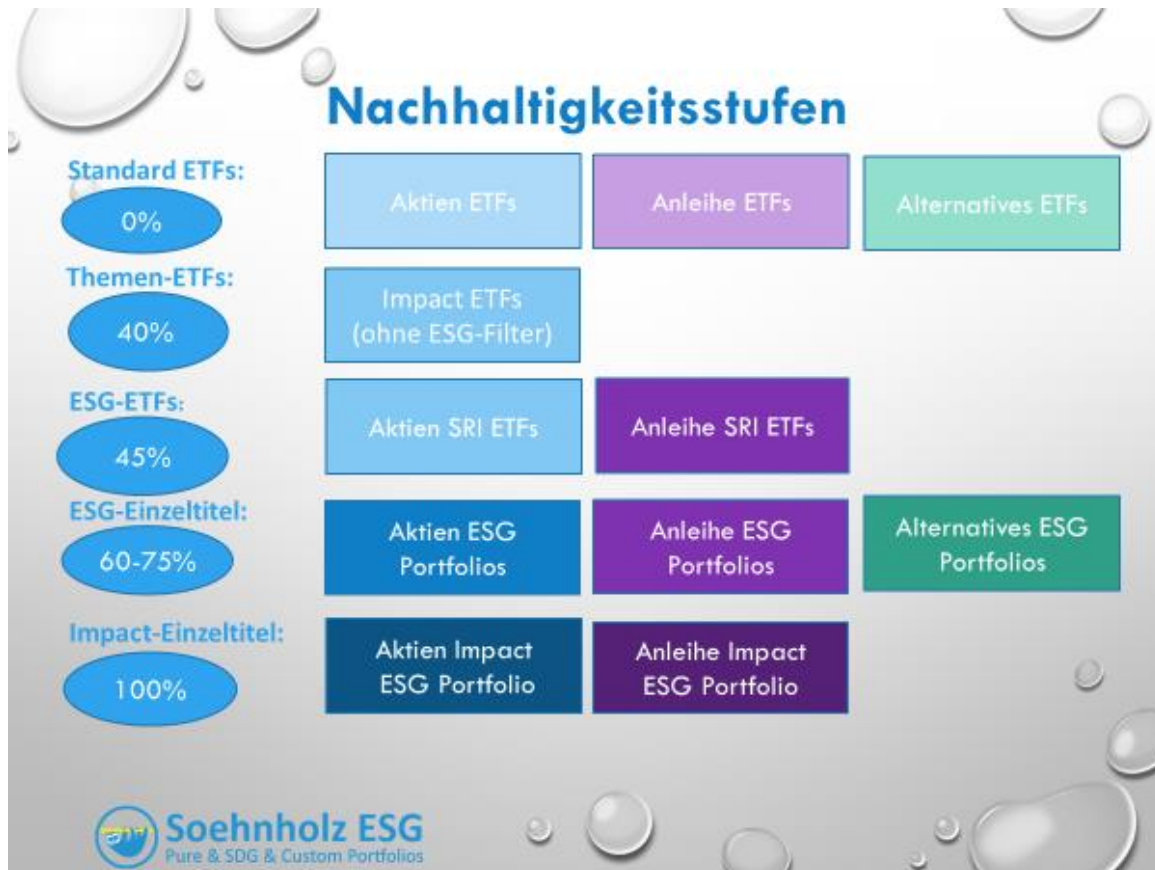 Nachhaltigkeitsstufen
Standard ETFs:
0%
Aktien ETFs
Anleihe ETFs
Alternatives ETFs
Themen-ETFs:
40%
Impact ETFs
(ohne ESG-Filter)
ESG-ETFs:
45%
Aktien SRI ETFs
Anleihe SRI ETFs
ESG-Einzeltitel:
60-75%
Aktien ESG
Portfolios
Anleihe ESG
Portfolios
Alternatives ESG
Portfolios
Impact-Einzeltitel:
100%
Aktien Impact
ESG Portfolio
Anleihe Impact
ESG Portfolio
Soehnholz ESG
Pure & SDG & Custom Portfolios